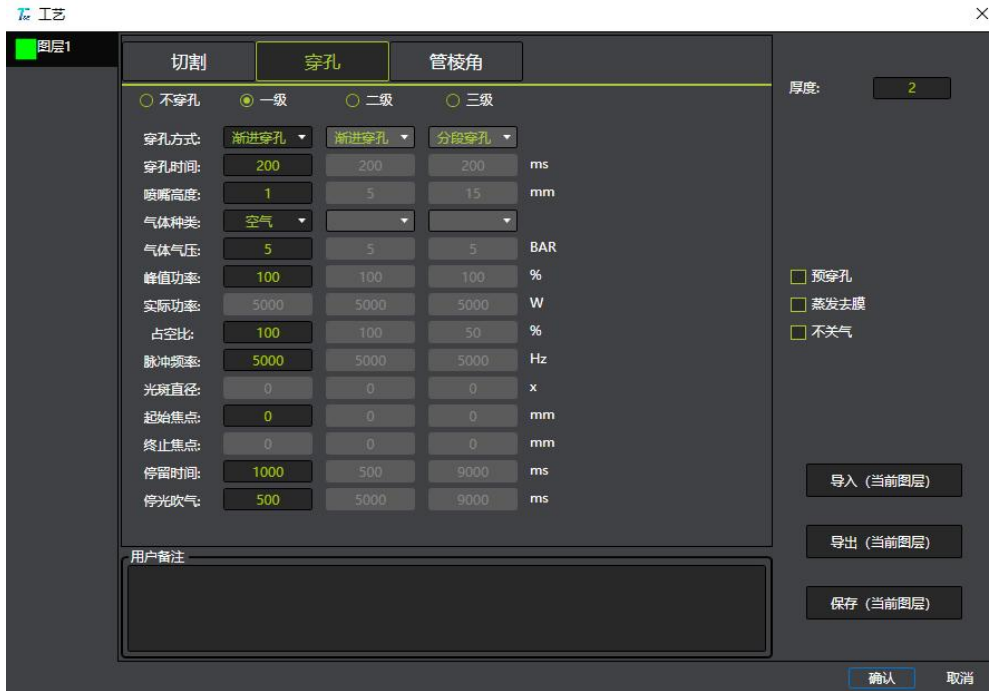 工艺
图层1
切割 穿孔 管棱角
厚度: 2
不穿孔 一级 二级 三级
穿孔方式: 渐进穿孔 渐进穿孔 分段穿孔
穿孔时间: 200 200 200 ms
喷嘴高度: 1 5 15 mm
气体种类: 空气
气体气压: 5 5 5 BAR
峰值功率: 100 100 100 %
预穿孔
实际功率: 5000 5000 5000 W
蒸发去膜
占空比: 100 100 50 %
不关气
脉冲频率: 5000 5000 5000 Hz
光斑直径: 0 0 0 x
起始焦点: 0 0 0 mm
终止焦点: 0 0 0 mm
停留时间: 1000 500 9000 ms
导入 (当前图层)
停光吹气: 500 5000 9000 ms
导出 (当前图层)
用户备注
保存 (当前图层)
确认 取消